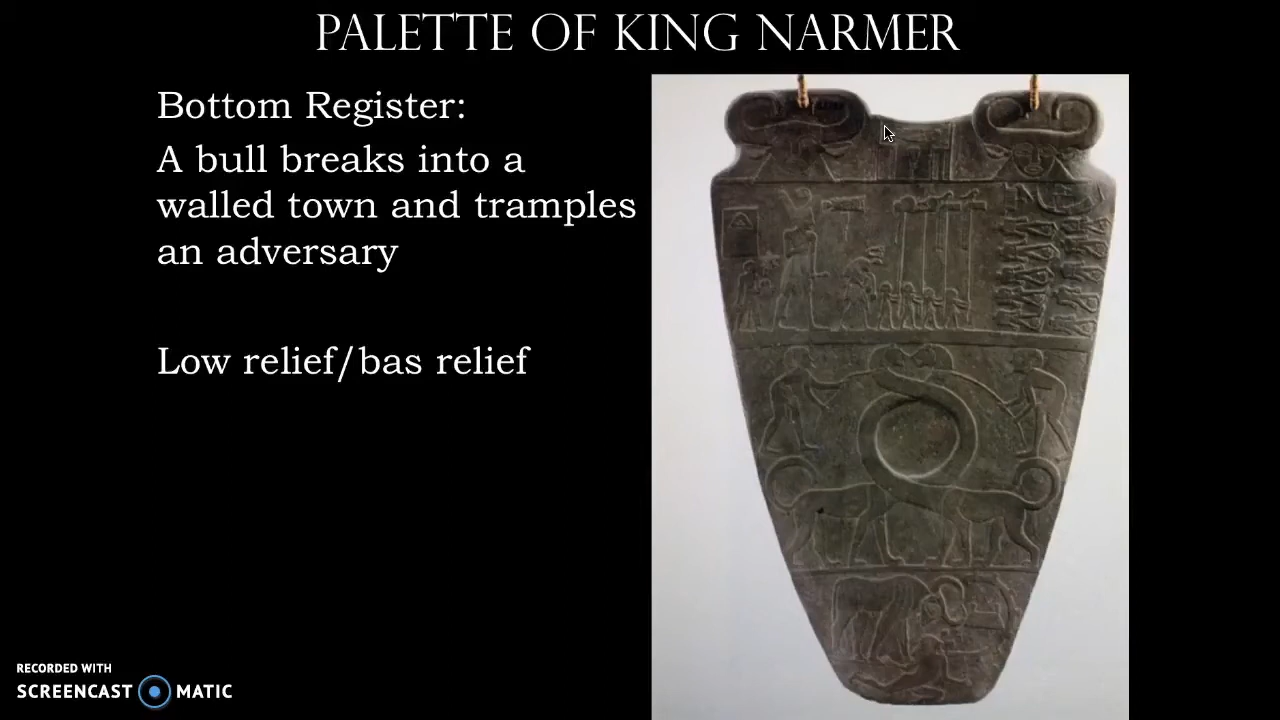 PALETTE OF KING NARMER
Bottom Register:
A bull breaks into a
walled town and tramples
an adversary
Low relief/bas relief
RECORDED WITH
SCREENCAST MATIC